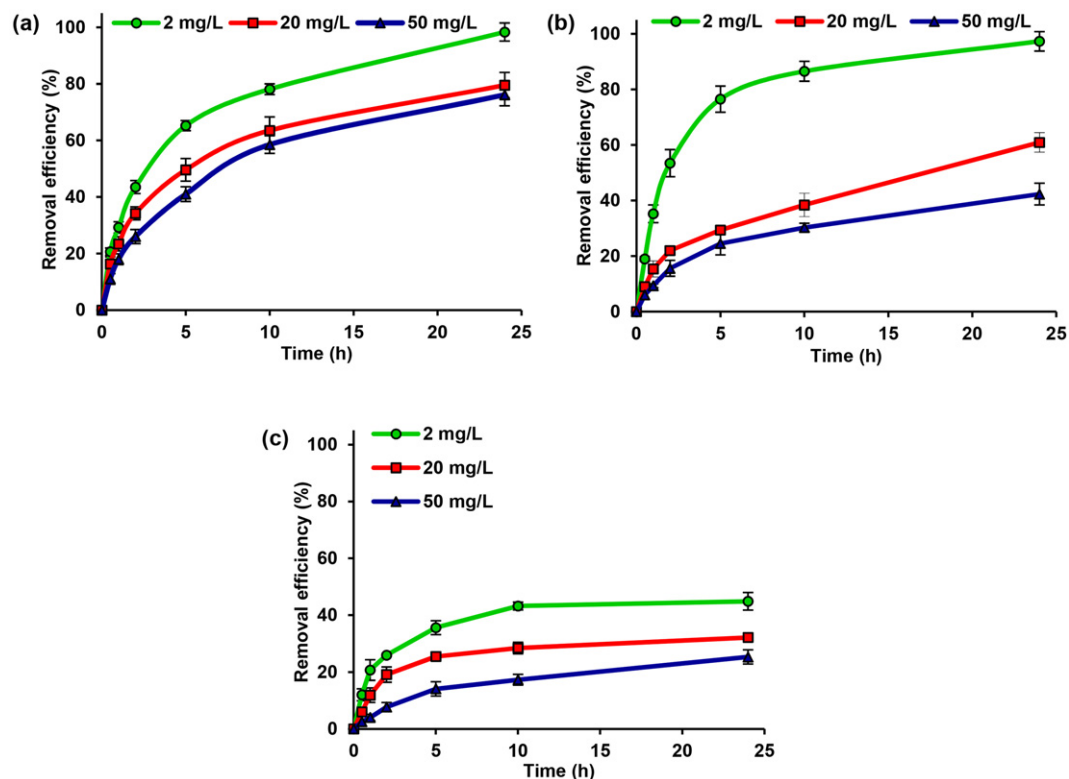 (a)
2 mg/L 20 mg/L 50 mg/L
Removal efficiency (%)
100
80
60
40
20
0
0 5 10 15 20 25
Time (h)
(b)
2 mg/L 20 mg/L 50 mg/L
Removal efficiency (%)
100
80
60
40
20
0
0 5 10 15 20 25
Time (h)
(c)
2 mg/L
20 mg/L
50 mg/L
Removal efficiency (%)
100
80
60
40
20
0
0 5 10 15 20 25
Time (h)